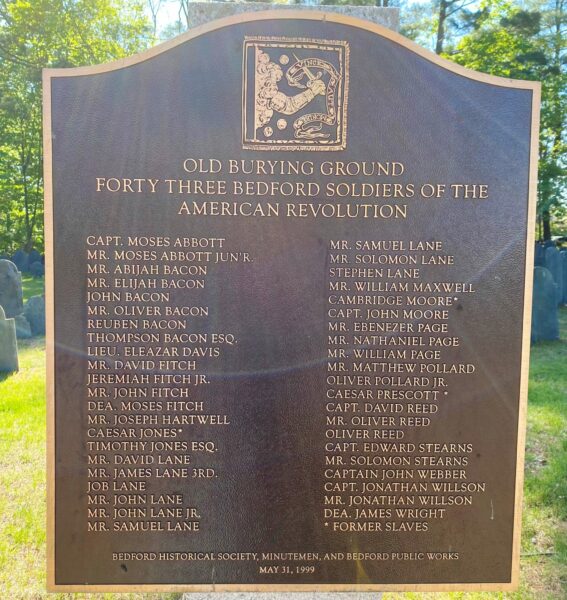 VINCE AUT MORIRE
OLD BURYING GROUND
FORTY THREE BEDFORD SOLDIERS OF THE
AMERICAN REVOLUTION
CAPT. MOSES ABBOTT
MR. MOSES ABBOTT JUN'R.
MR. ABIJAH BACON
MR. ELIJAH BACON
JOHN BACON
MR. OLIVER BACON
REUBEN BACON
THOMPSON BACON ESQ.
LIEU. ELEAZAR DAVIS
MR. DAVID FITCH
JEREMIAH FITCH JR.
MR. JOHN FITCH
DEA. MOSES FITCH
MR. JOSEPH HARTWELL
CAESAR JONES*
TIMOTHY JONES ESQ.
MR. DAVID LANE
MR. JAMES LANE 3RD.
JOB LANE
MR. JOHN LANE
MR. JOHN LANE JR.
MR. SAMUEL LANE
MR. SAMUEL LANE
MR. SOLOMON LANE
STEPHEN LANE
MR. WILLIAM MAXWELL
CAMBRIDGE MOORE*
CAPT. JOHN MOORE
MR. EBENEZER PAGE
MR. NATHANIEL PAGE
MR. WILLIAM PAGE
MR. MATTHEW POLLARD
OLIVER POLLARD JR.
CAESAR PRESCOTT *
CAPT. DAVID REED
MR. OLIVER REED
OLIVER REED
CAPT. EDWARD STEARNS
MR. SOLOMON STEARNS
CAPTAIN JOHN WEBBER
CAPT. JONATHAN WILLSON
MR. JONATHAN WILLSON
DEA. JAMES WRIGHT
* FORMER SLAVES
BEDFORD HISTORICAL SOCIETY, MINUTEMEN, AND BEDFORD PUBLIC WORKS
MAY 31, 1999